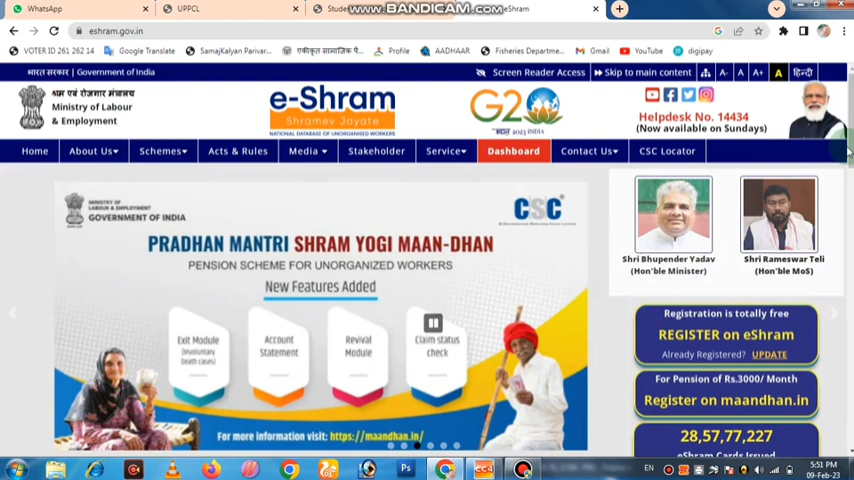 WhatsApp
UPPCL
Stude
www.BANDICAM.com
eShram
eshram.gov.in
VOTER ID 261 262 14
Google Translate
SamajKalyan Parivar...
एकीकृत सामाजिक पे...
Profile
AADHAAR
Fisheries Departme...
Gmail
YouTube
digipay
भारत सरकार | Government of India
Screen Reader Access
Skip to main content
A-
A
A+
A
हिन्दी
श्रम एवं रोजगार मंत्रालय
Ministry of Labour
& Employment
e-Shram
Shramev Jayate
NATIONAL DATABASE OF UNORGANISED WORKERS
G20
भारत 2023 INDIA
Helpdesk No. 14434
(Now available on Sundays)
Home
About Us
Schemes
Acts & Rules
Media
Stakeholder
Service
Dashboard
Contact Us
CSC Locator
MINISTRY OF
LABOUR & EMPLOYMENT
GOVERNMENT OF INDIA
CSC
PRADHAN MANTRI SHRAM YOGI MAAN-DHAN
PENSION SCHEME FOR UNORGANIZED WORKERS
New Features Added
Exit Module
(Involuntary
Death cases)
Account
Statement
Revival
Module
Claim status
check
For more information visit: https://maandhan.in/
Shri Bhupender Yadav
(Hon'ble Minister)
Shri Rameswar Teli
(Hon'ble MoS)
Registration is totally free
REGISTER on eShram
Already Registered? UPDATE
For Pension of Rs.3000/ Month
Register on maandhan.in
28,57,77,227
eShram Cards Issued
Ps
CC4
EN
5:51 PM
09-Feb-23